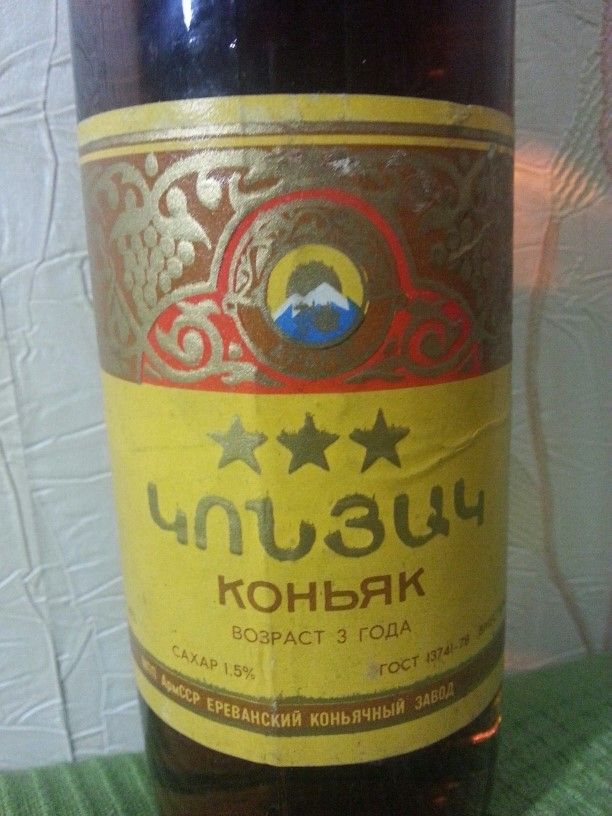 ԿՈՆՅԱԿ
КОНЬЯК
ВОЗРАСТ 3 ГОДА
САХАР 1.5%
ГОСТ 13741-78
АрмССР ЕРЕВАНСКИЙ КОНЬЯЧНЫЙ ЗАВОД